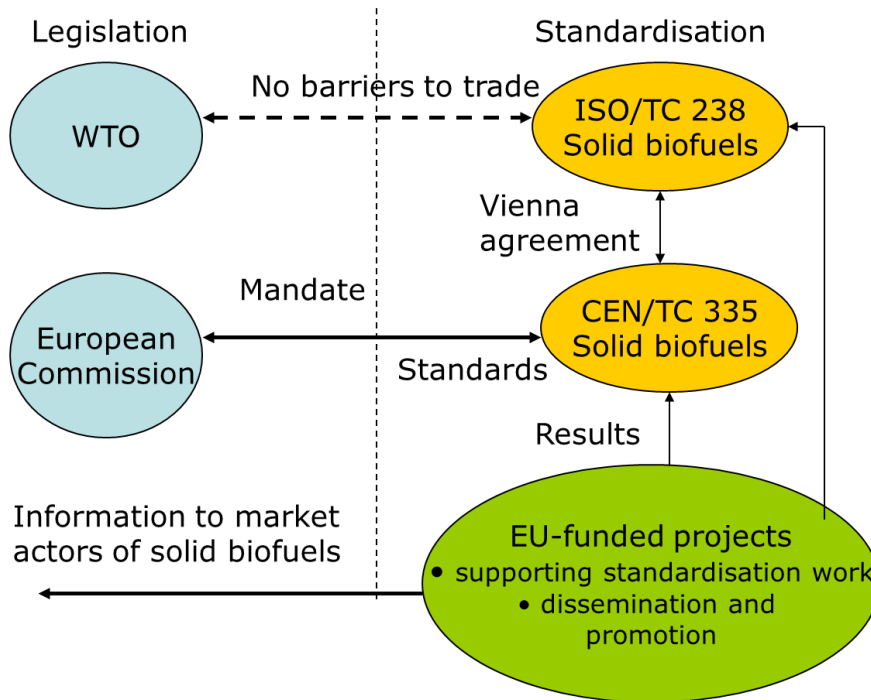 Legislation
Standardisation
No barriers to trade
WTO
ISO/TC 238
Solid biofuels
Vienna
agreement
Mandate
European
Commission
CEN/TC 335
Solid biofuels
Standards
Results
Information to market
actors of solid biofuels
EU-funded projects
• supporting standardisation work
• dissemination and
promotion